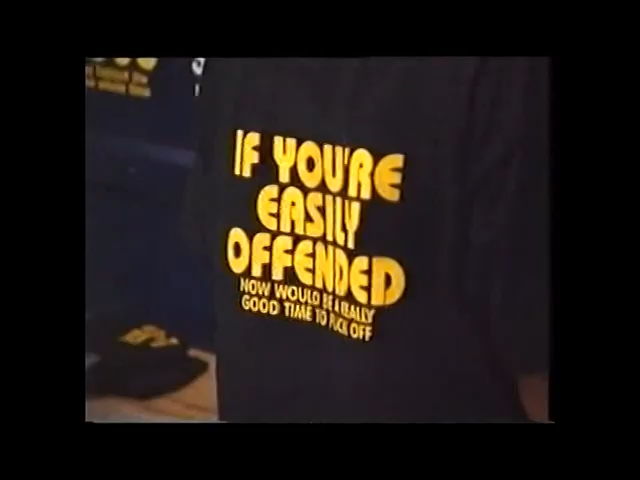 IF YOU'RE
EASILY
OFFENDED
NOW WOULD BE A REALLY
GOOD TIME TO FUCK OFF